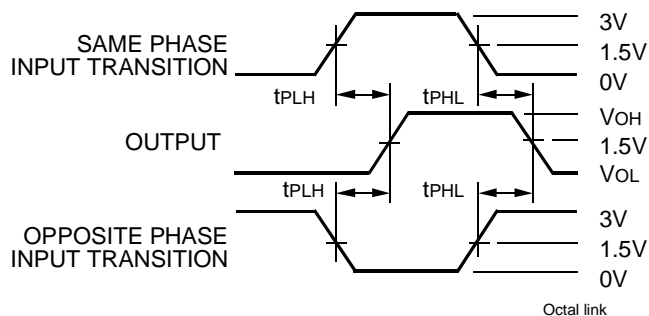 SAME PHASE
INPUT TRANSITION
3V
1.5V
0V
tPLH
tPHL
OUTPUT
VOH
1.5V
VOL
tPLH
tPHL
OPPOSITE PHASE
INPUT TRANSITION
3V
1.5V
0V
Octal link